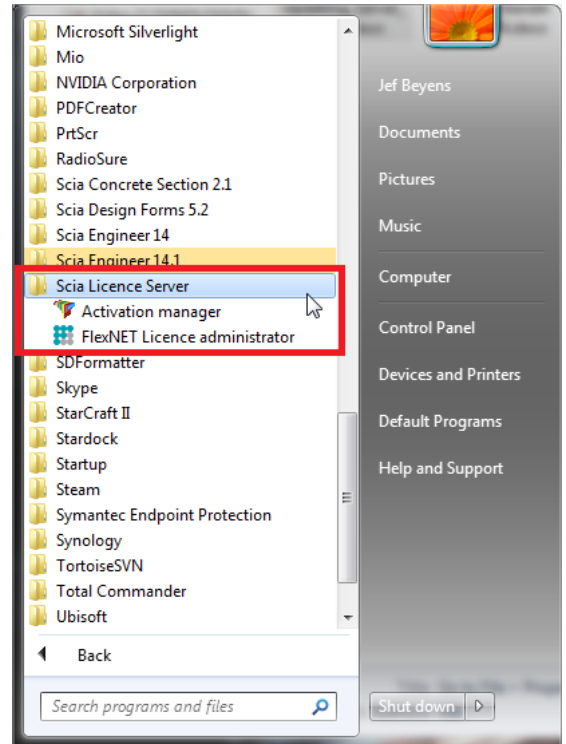 Microsoft Silverlight
Mio
NVIDIA Corporation
PDFCreator
PrtScr
RadioSure
Scia Concrete Section 2.1
Scia Design Forms 5.2
Scia Engineer 14
Scia Engineer 14.1
Scia Licence Server
Activation manager
FlexNET Licence administrator
SDFormatter
Skype
StarCraft II
Stardock
Startup
Steam
Symantec Endpoint Protection
Synology
TortoiseSVN
Total Commander
Ubisoft
Back
Search programs and files
Jef Beyens
Documents
Pictures
Music
Computer
Control Panel
Devices and Printers
Default Programs
Help and Support
Shut down